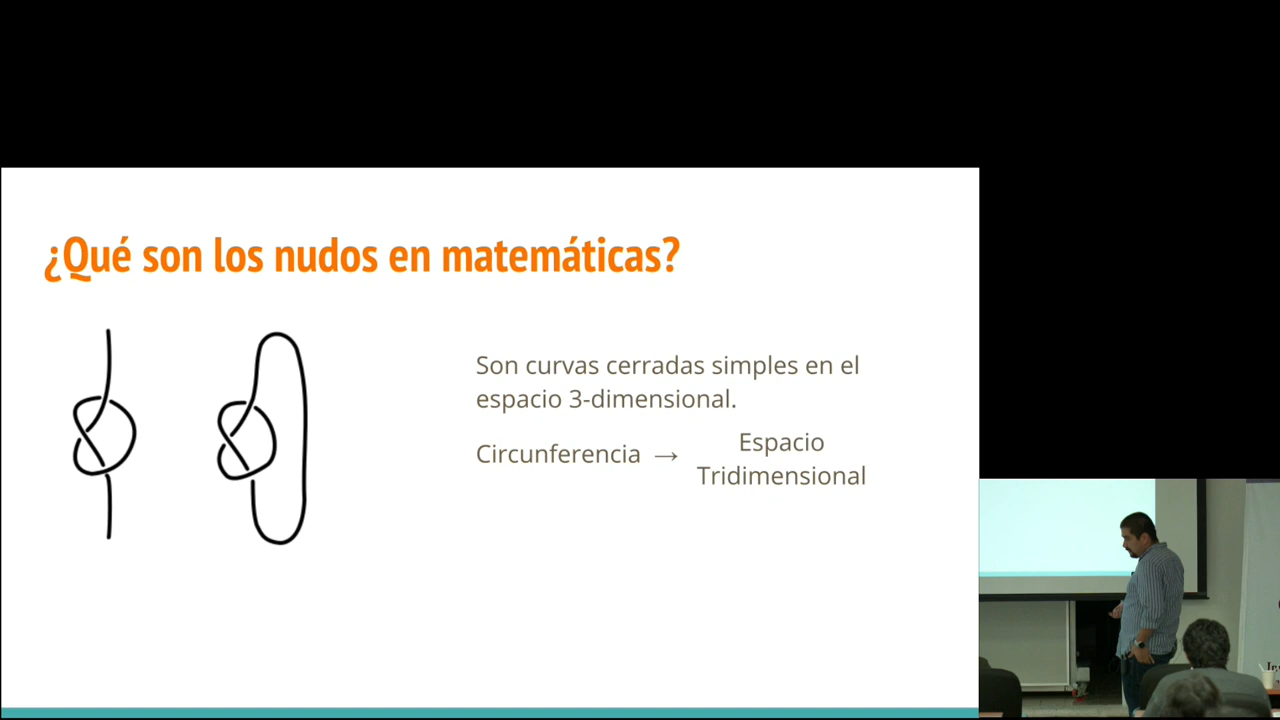 ¿Qué son los nudos en matemáticas?
Son curvas cerradas simples en el
espacio 3-dimensional.
Circunferencia → Espacio
Tridimensional